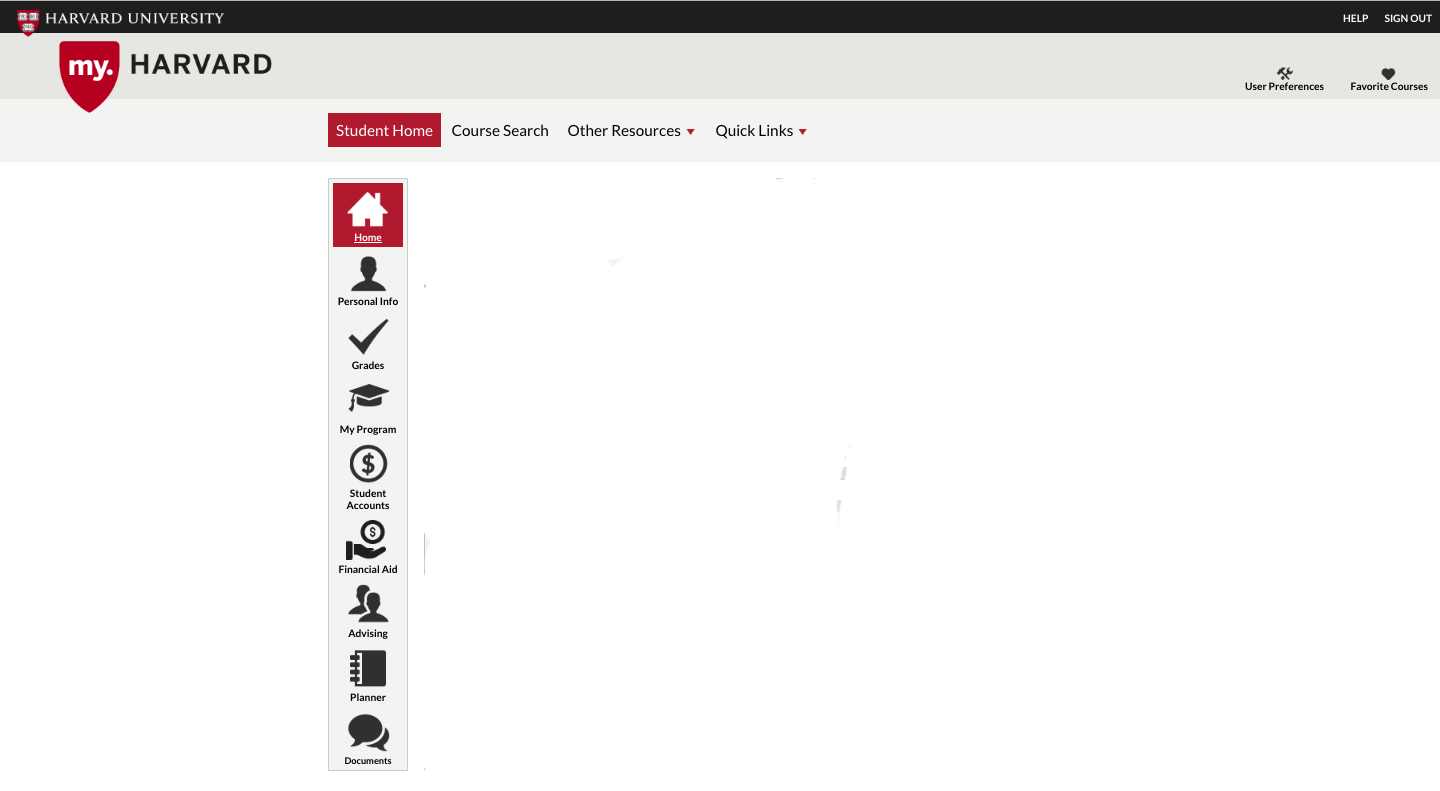 HARVARD UNIVERSITY
HELP
SIGN OUT
my. HARVARD
User Preferences
Favorite Courses
Student Home
Course Search
Other Resources
Quick Links
Home
Personal Info
Grades
My Program
Student
Accounts
Financial Aid
Advising
Planner
Documents